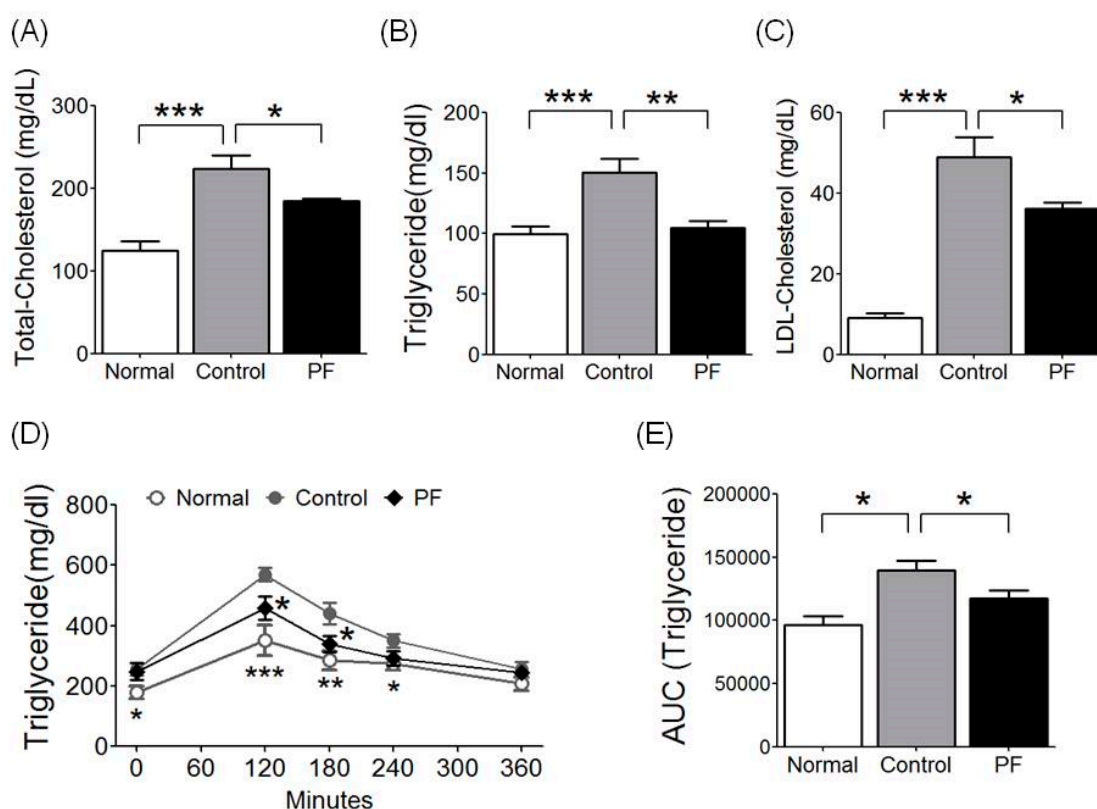 (A)
(B)
(C)
Total-Cholesterol (mg/dL)
300
200
100
0
***
*
Normal Control PF
Triglyceride(mg/dl)
200
150
100
50
0
***
**
Normal Control PF
LDL-Cholesterol (mg/dL)
60
40
20
0
***
*
Normal Control PF
(D)
(E)
Normal Control PF
Triglyceride(mg/dl)
800
600
400
200
0
*
*
*
***
**
*
0 60 120 180 240 300 360
Minutes
AUC (Triglyceride)
200000
150000
100000
50000
0
*
*
Normal Control PF